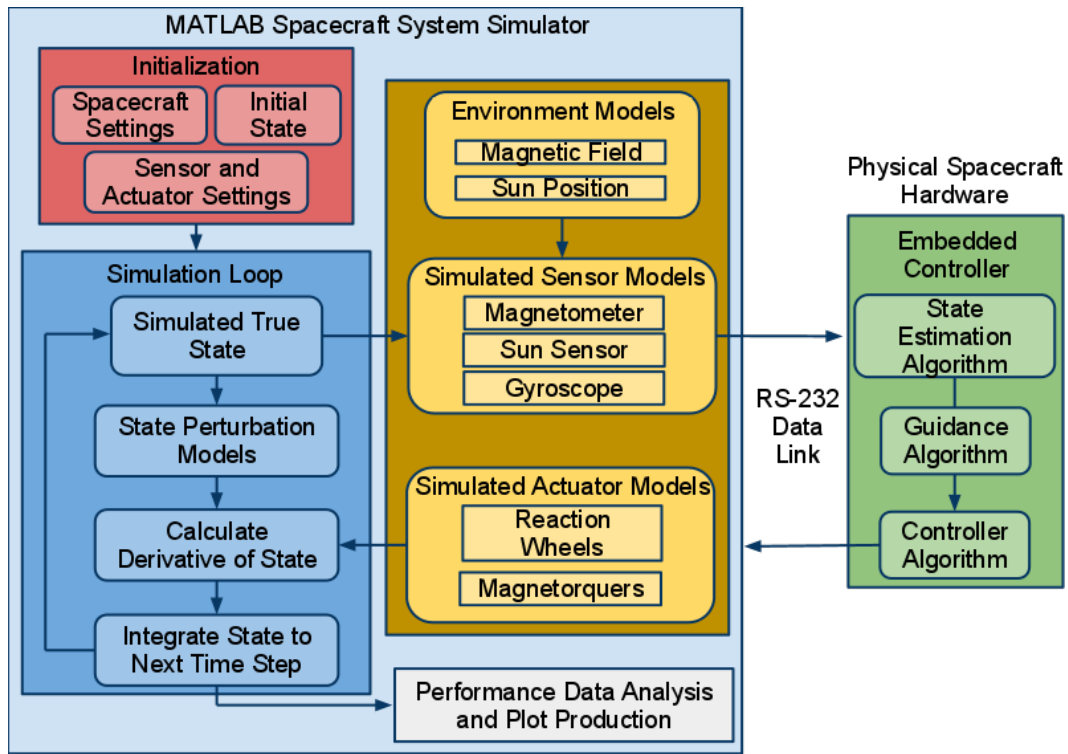 MATLAB Spacecraft System Simulator
Initialization
Spacecraft
Settings
Initial
State
Sensor and
Actuator Settings
Simulation Loop
Simulated True
State
State Perturbation
Models
Calculate
Derivative of State
Integrate State to
Next Time Step
Environment Models
Magnetic Field
Sun Position
Simulated Sensor Models
Magnetometer
Sun Sensor
Gyroscope
Simulated Actuator Models
Reaction
Wheels
Magnetorquers
Performance Data Analysis
and Plot Production
RS-232
Data
Link
Physical Spacecraft
Hardware
Embedded
Controller
State
Estimation
Algorithm
Guidance
Algorithm
Controller
Algorithm